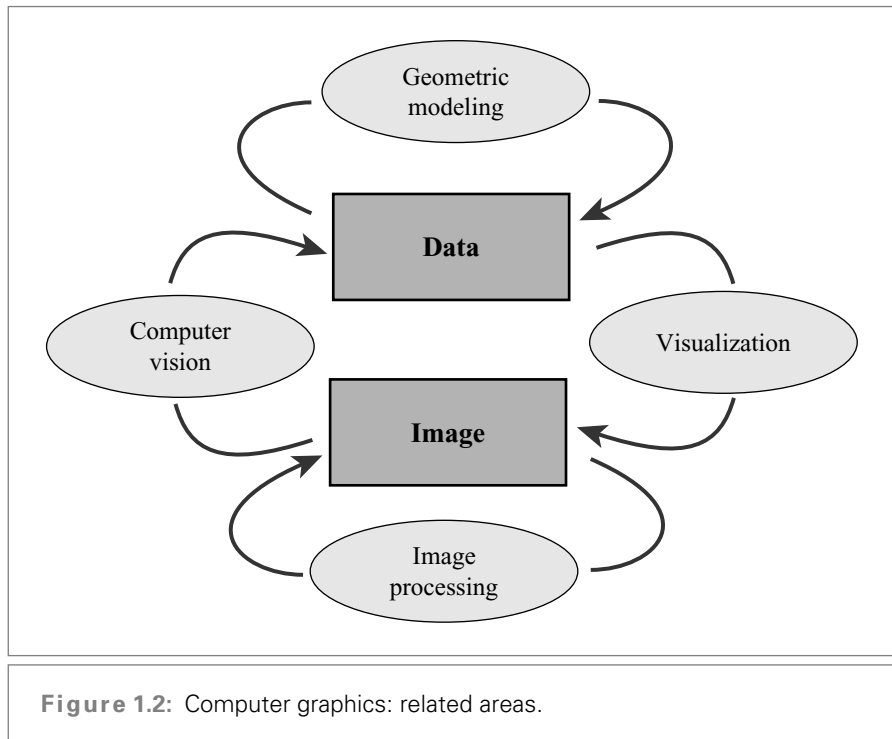 Geometric
modeling
Data
Computer
vision
Visualization
Image
Image
processing
Figure 1.2: Computer graphics: related areas.